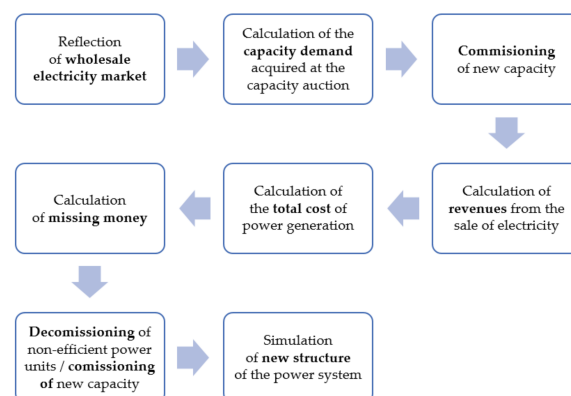 Reflection
of wholesale
electricity market
Calculation of the
capacity demand
acquired at the
capacity auction
Commisioning
of new capacity
Calculation of
revenues from the
sale of electricity
Calculation of
the total cost of
power generation
Calculation
of missing money
Decomissioning of
non-efficient power
units / comissioning
of new capacity
Simulation
of new structure
of the power system